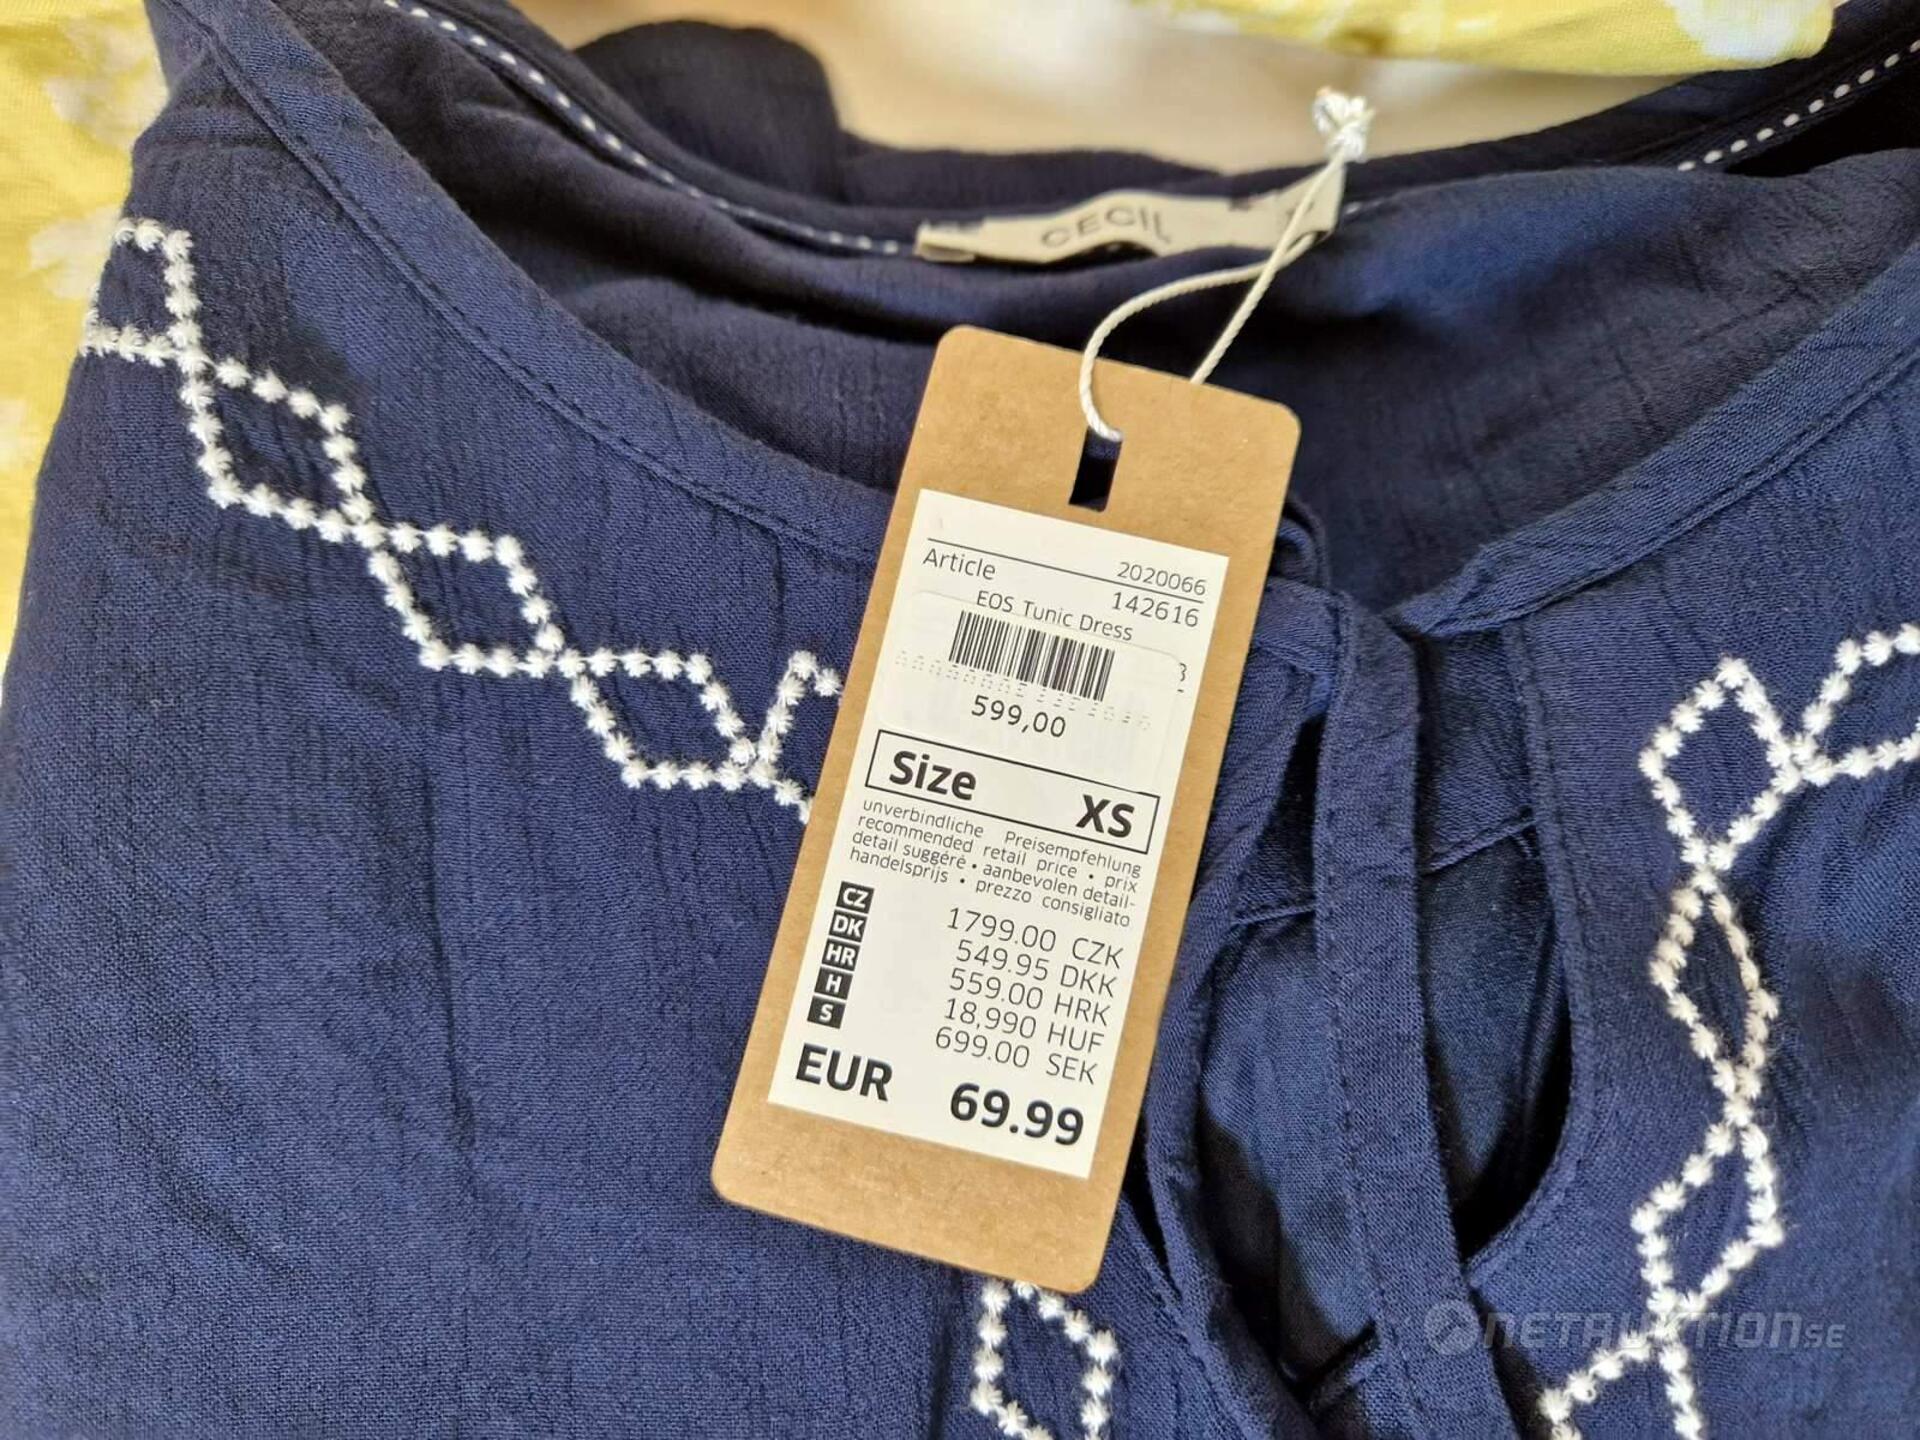 CECIL
Article 2020066
142616
EOS Tunic Dress
599,00
Size XS
unverbindliche Preisempfehlung
recommended retail price • prix
detail suggéré • aanbevolen detail-
handelsprijs • prezzo consigliato
CZ 1799.00 CZK
DK 549.95 DKK
HR 559.00 HRK
H 18,990 HUF
S 699.00 SEK
EUR 69.99
NETAUKTION.SE